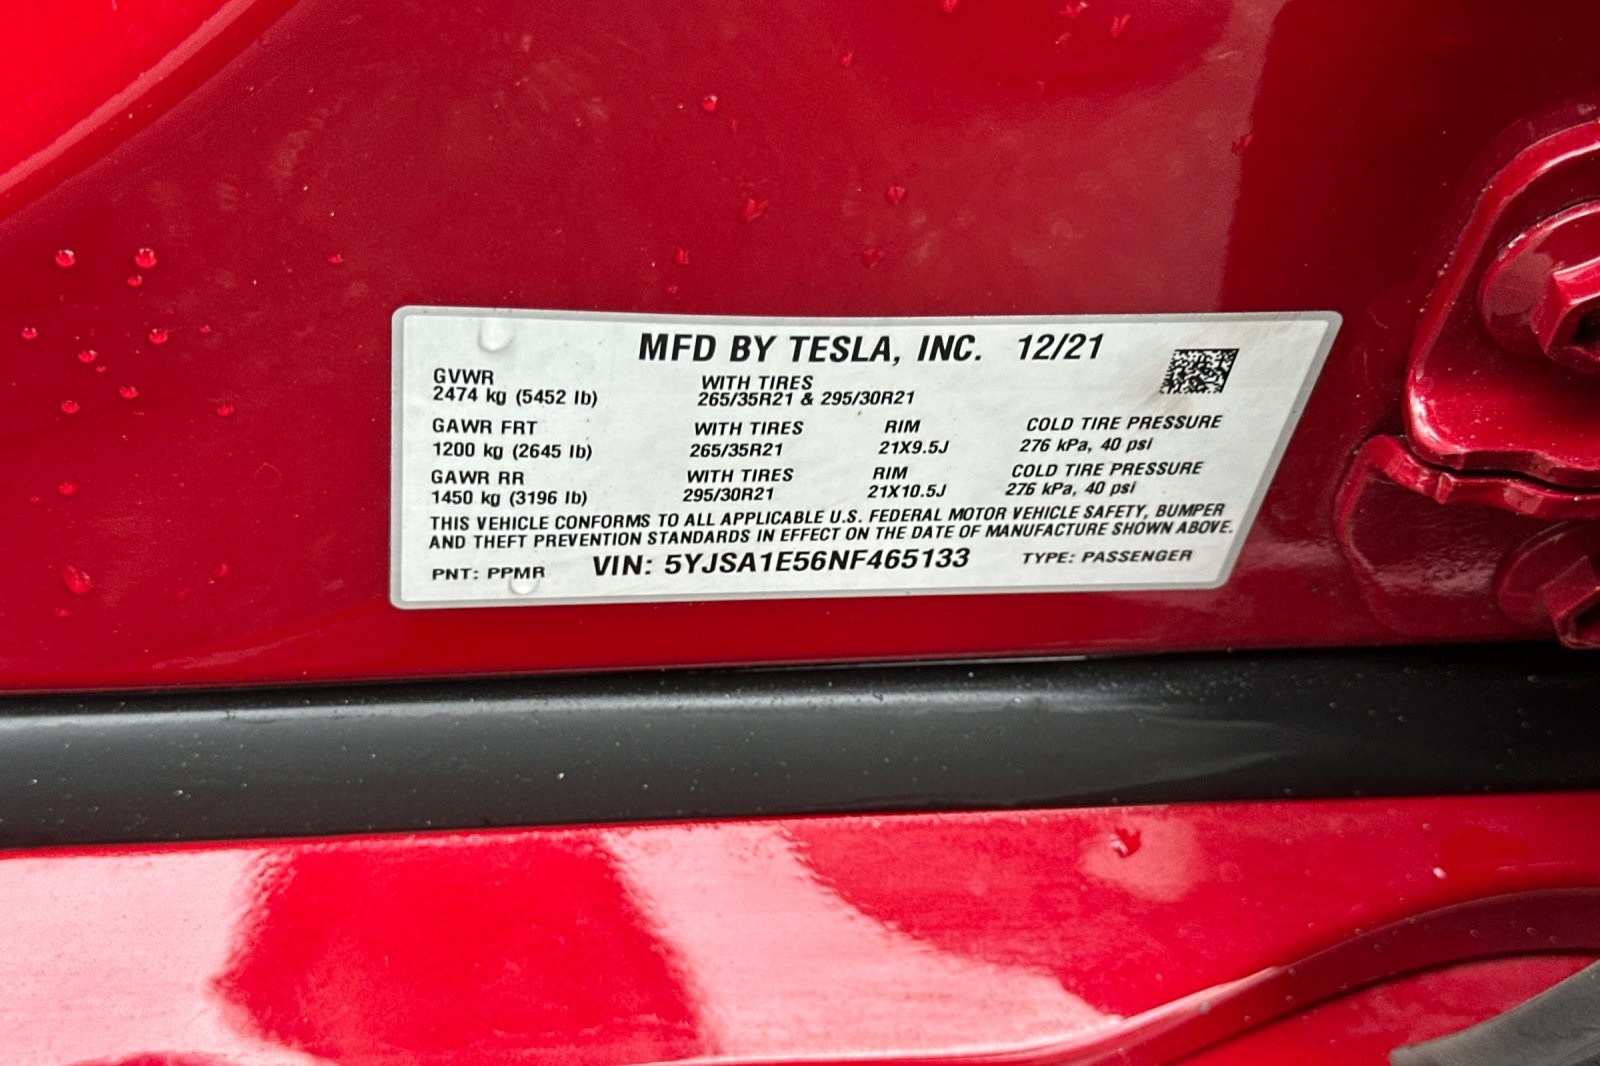 MFD BY TESLA, INC. 12/21
GVWR
2474 kg (5452 lb)
WITH TIRES
265/35R21 & 295/30R21
GAWR FRT
1200 kg (2645 lb)
WITH TIRES
265/35R21
RIM
21X9.5J
COLD TIRE PRESSURE
276 kPa, 40 psi
GAWR RR
1450 kg (3196 lb)
WITH TIRES
295/30R21
RIM
21X10.5J
COLD TIRE PRESSURE
276 kPa, 40 psi
THIS VEHICLE CONFORMS TO ALL APPLICABLE U.S. FEDERAL MOTOR VEHICLE SAFETY, BUMPER
AND THEFT PREVENTION STANDARDS IN EFFECT ON THE DATE OF MANUFACTURE SHOWN ABOVE.
PNT: PPMR VIN: 5YJSA1E56NF465133 TYPE: PASSENGER